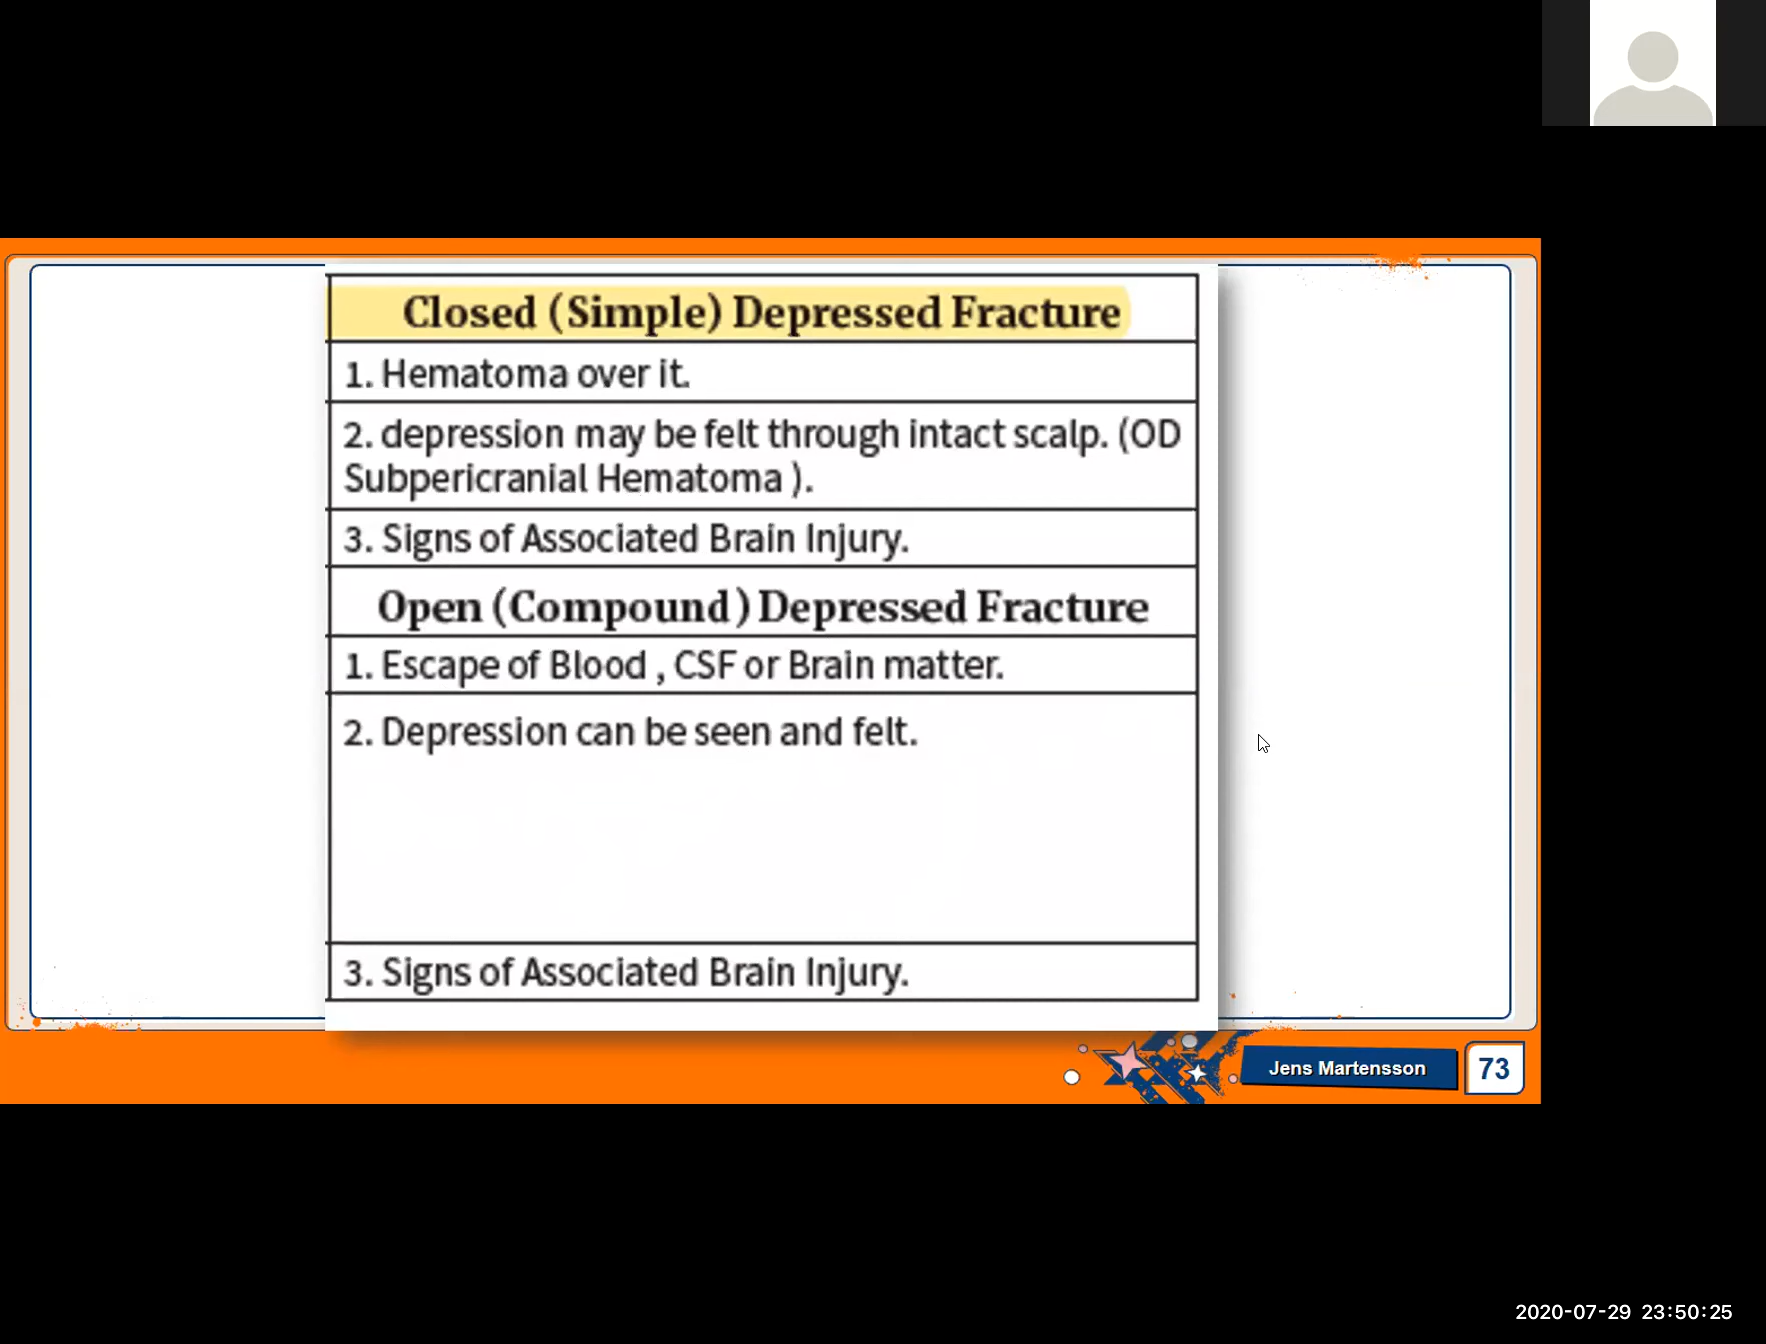 Closed (Simple) Depressed Fracture
1. Hematoma over it.
2. depression may be felt through intact scalp. (OD
Subpericranial Hematoma ).
3. Signs of Associated Brain Injury.
Open (Compound) Depressed Fracture
1. Escape of Blood , CSF or Brain matter.
2. Depression can be seen and felt.
3. Signs of Associated Brain Injury.
Jens Martensson
73
2020-07-29 23:50:25